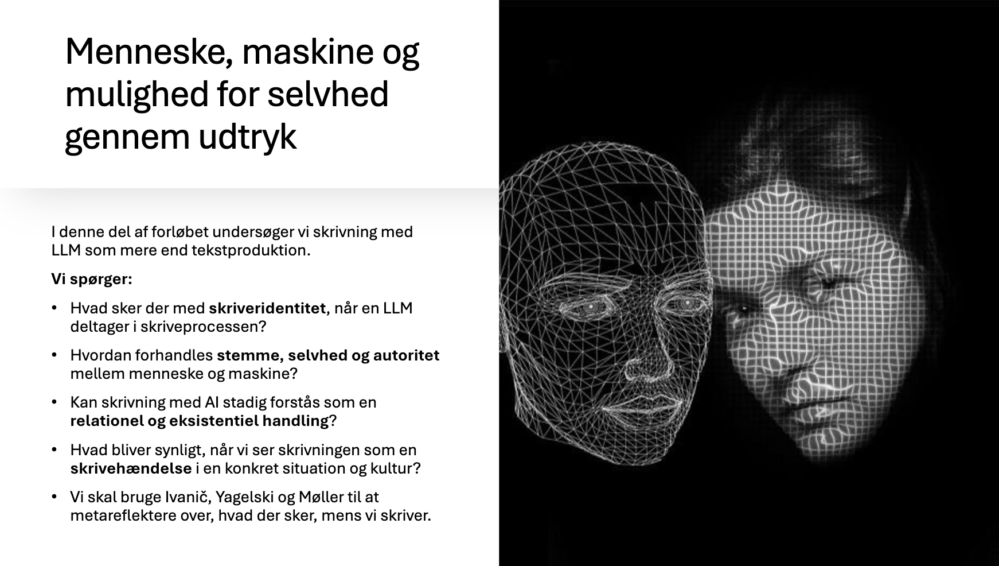 Menneske, maskine og
mulighed for selvhed
gennem udtryk
I denne del af forløbet undersøger vi skrivning med
LLM som mere end tekstproduktion.
Vi spørger:
• Hvad sker der med skriveridentitet, når en LLM
deltager i skriveprocessen?
• Hvordan forhandles stemme, selvhed og autoritet
mellem menneske og maskine?
• Kan skrivning med AI stadig forstås som en
relationel og eksistentiel handling?
• Hvad bliver synligt, når vi ser skrivningen som en
skrivehændelse i en konkret situation og kultur?
• Vi skal bruge Ivanič, Yagelski og Møller til at
metareflektere over, hvad der sker, mens vi skriver.